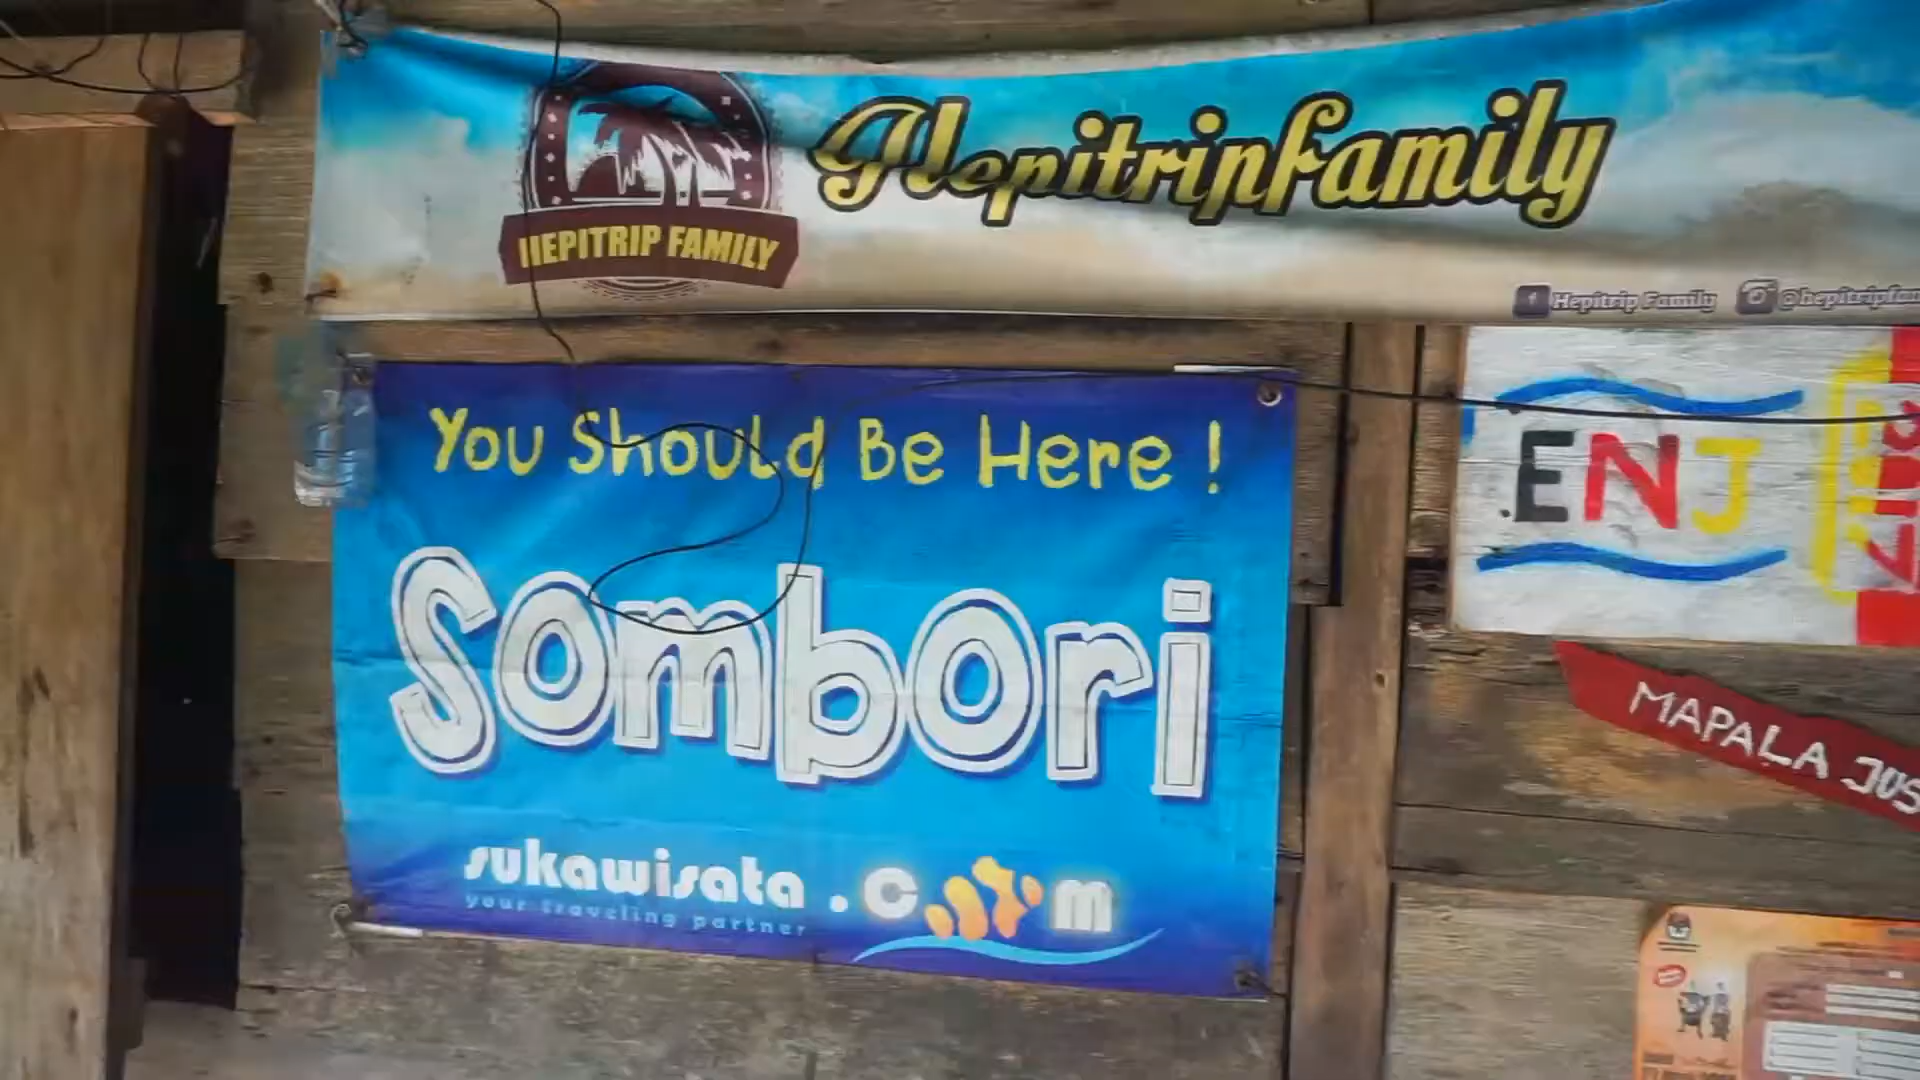 HEPITRIP FAMILY
Hepitripfamily
Hepitrip Family
You Should Be Here !
Sombori
sukawisata.com
your traveling partner
ENJ
MAPALA